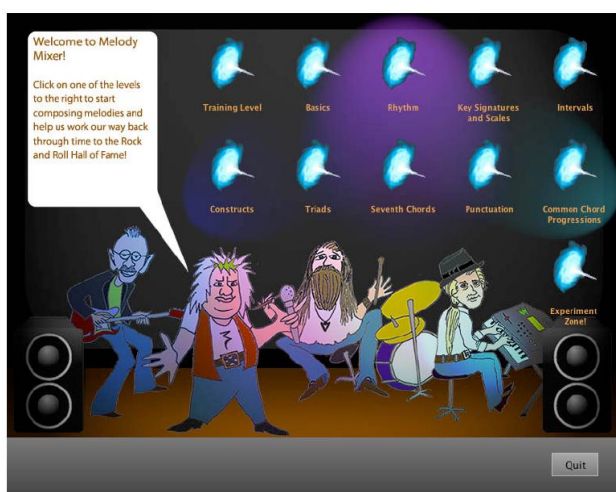 Welcome to Melody
Mixer!
Click on one of the levels
to the right to start
composing melodies and
help us work our way back
through time to the Rock
and Roll Hall of Fame!
Training Level
Basics
Rhythm
Key Signatures
and Scales
Intervals
Constructs
Triads
Seventh Chords
Punctuation
Common Chord
Progressions
Experiment
Zone!
Quit